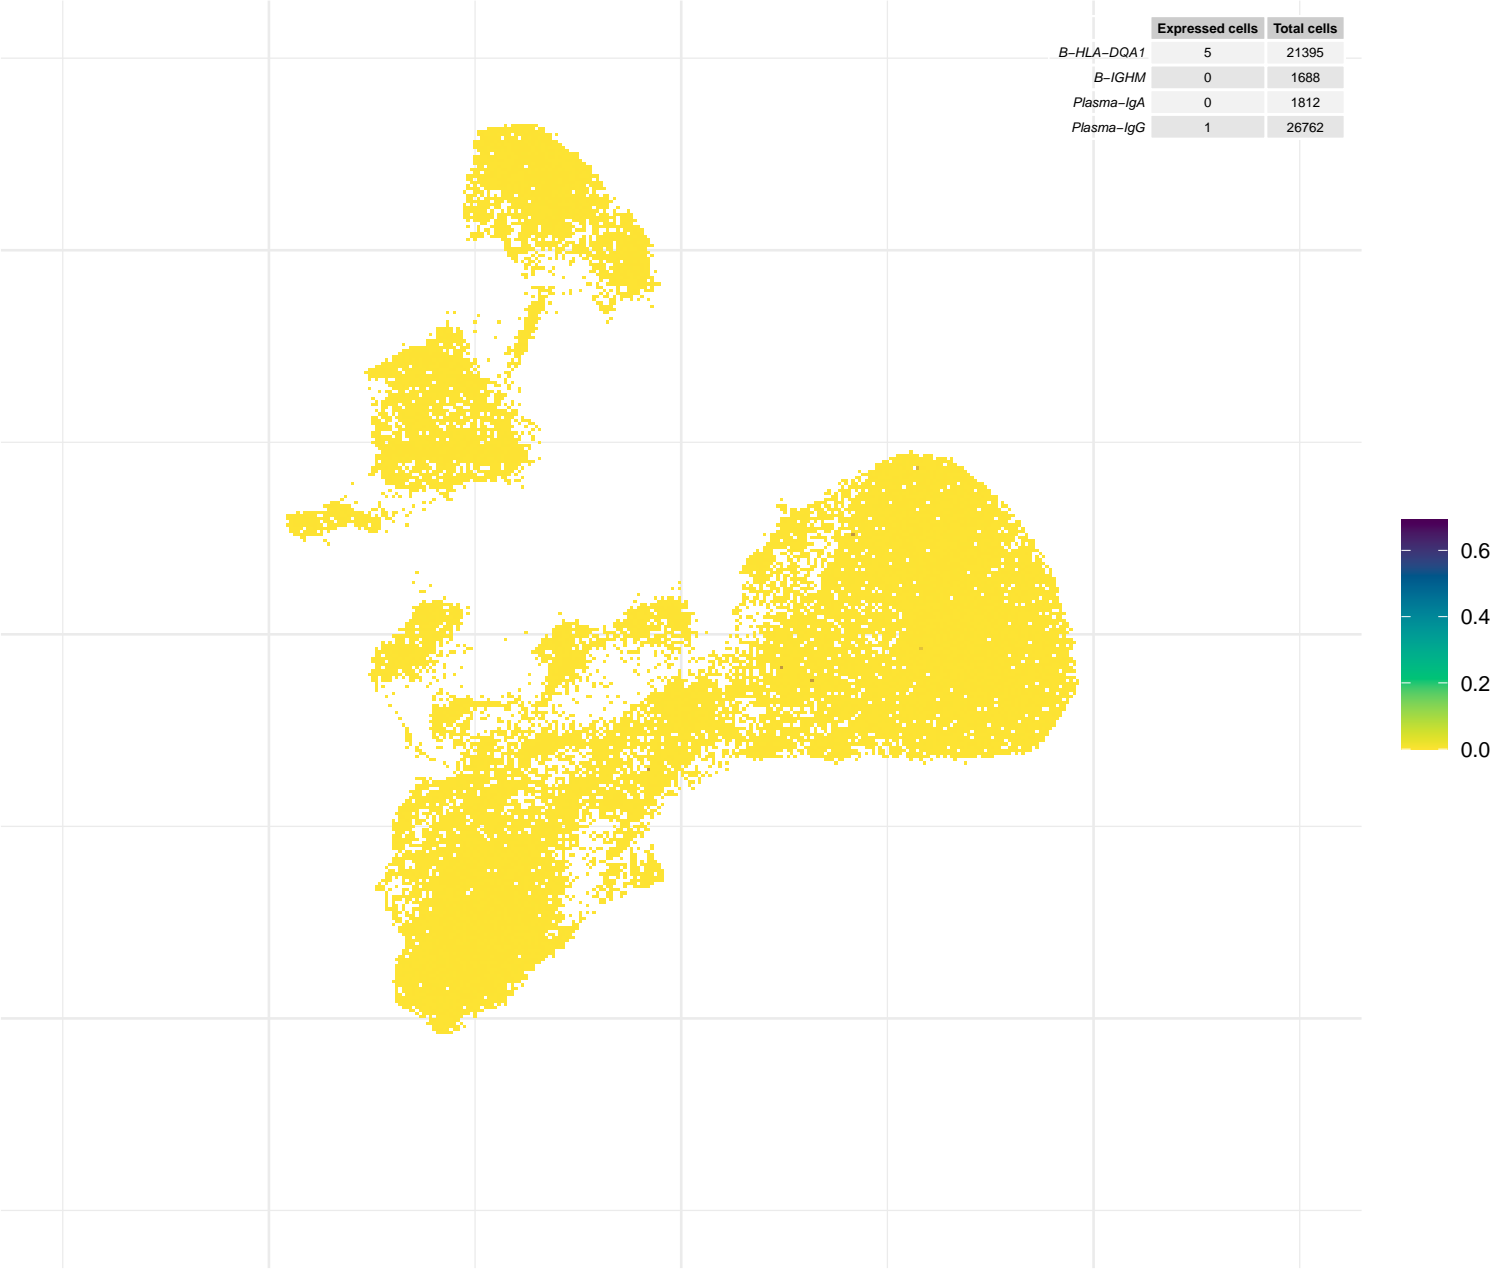 Expressed cells Total cells
B−HLA−DQA1 5 21395
B−IGHM 0 1688
Plasma−IgA 0 1812
Plasma−IgG 1 26762
0.6
0.4
0.2
0.0